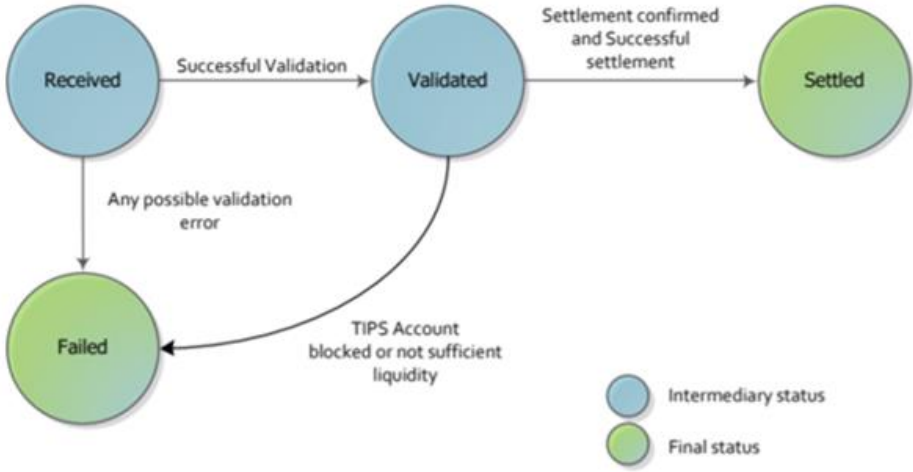 Settlement confirmed
and Successful
settlement
Received
Successful Validation
Validated
Settled
Any possible validation
error
Failed
TIPS Account
blocked or not sufficient
liquidity
Intermediary status
Final status